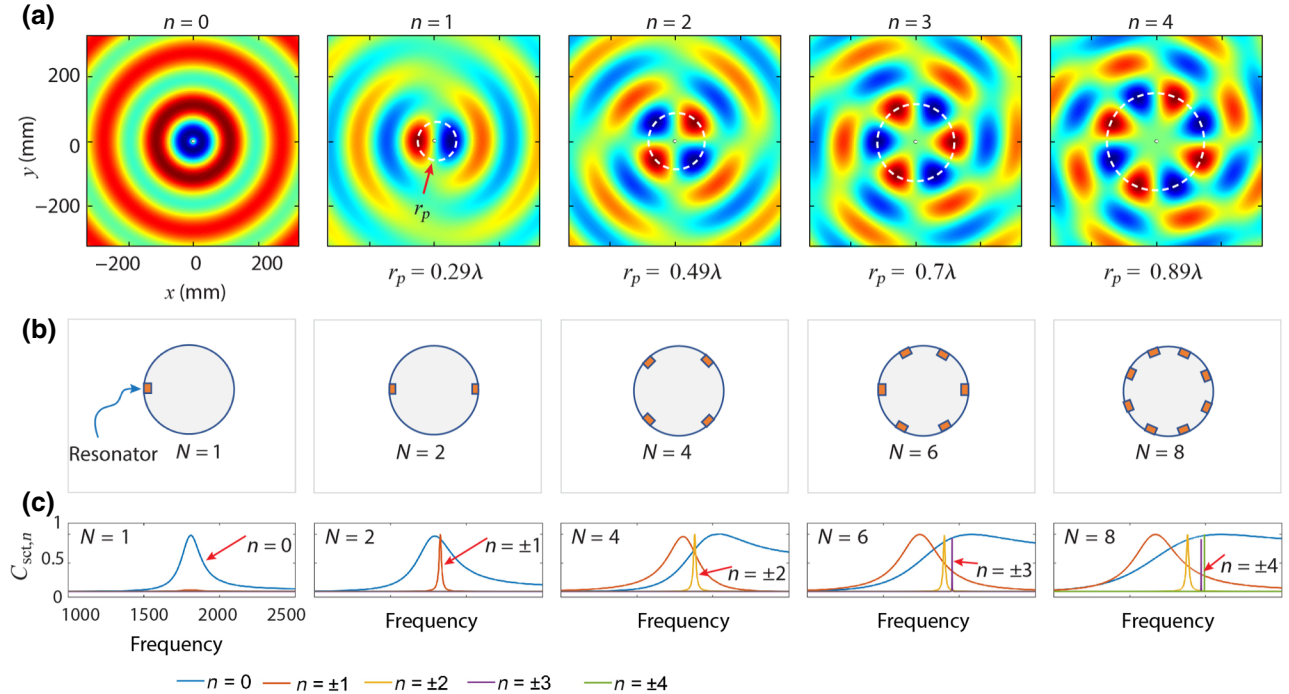 (a)
n = 0 n = 1 n = 2 n = 3 n = 4
200
0
−200
y (mm)
−200 0 200
x (mm)
r_p
r_p = 0.29λ r_p = 0.49λ r_p = 0.7λ r_p = 0.89λ
(b)
Resonator N = 1 N = 2 N = 4 N = 6 N = 8
(c)
C_sct,n
1
0.5
0
N = 1 n = 0
N = 2 n = ±1
N = 4 n = ±2
N = 6 n = ±3
N = 8 n = ±4
1000 1500 2000 2500
Frequency Frequency Frequency Frequency Frequency
n = 0 n = ±1 n = ±2 n = ±3 n = ±4